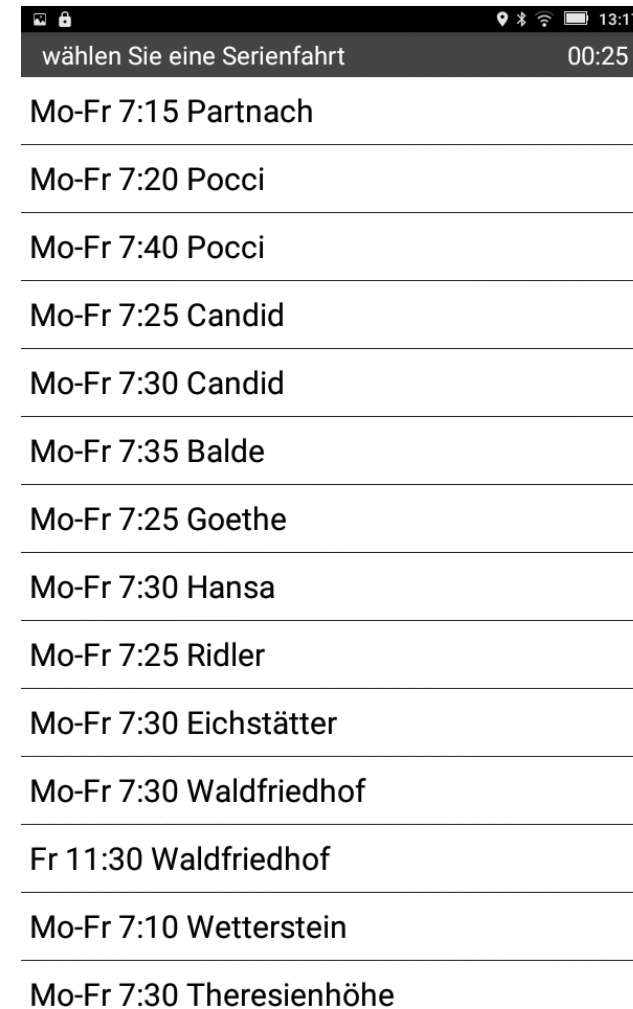 13:17
wählen Sie eine Serienfahrt 00:25
Mo-Fr 7:15 Partnach
Mo-Fr 7:20 Pocci
Mo-Fr 7:40 Pocci
Mo-Fr 7:25 Candid
Mo-Fr 7:30 Candid
Mo-Fr 7:35 Balde
Mo-Fr 7:25 Goethe
Mo-Fr 7:30 Hansa
Mo-Fr 7:25 Ridler
Mo-Fr 7:30 Eichstätter
Mo-Fr 7:30 Waldfriedhof
Fr 11:30 Waldfriedhof
Mo-Fr 7:10 Wetterstein
Mo-Fr 7:30 Theresienhöhe